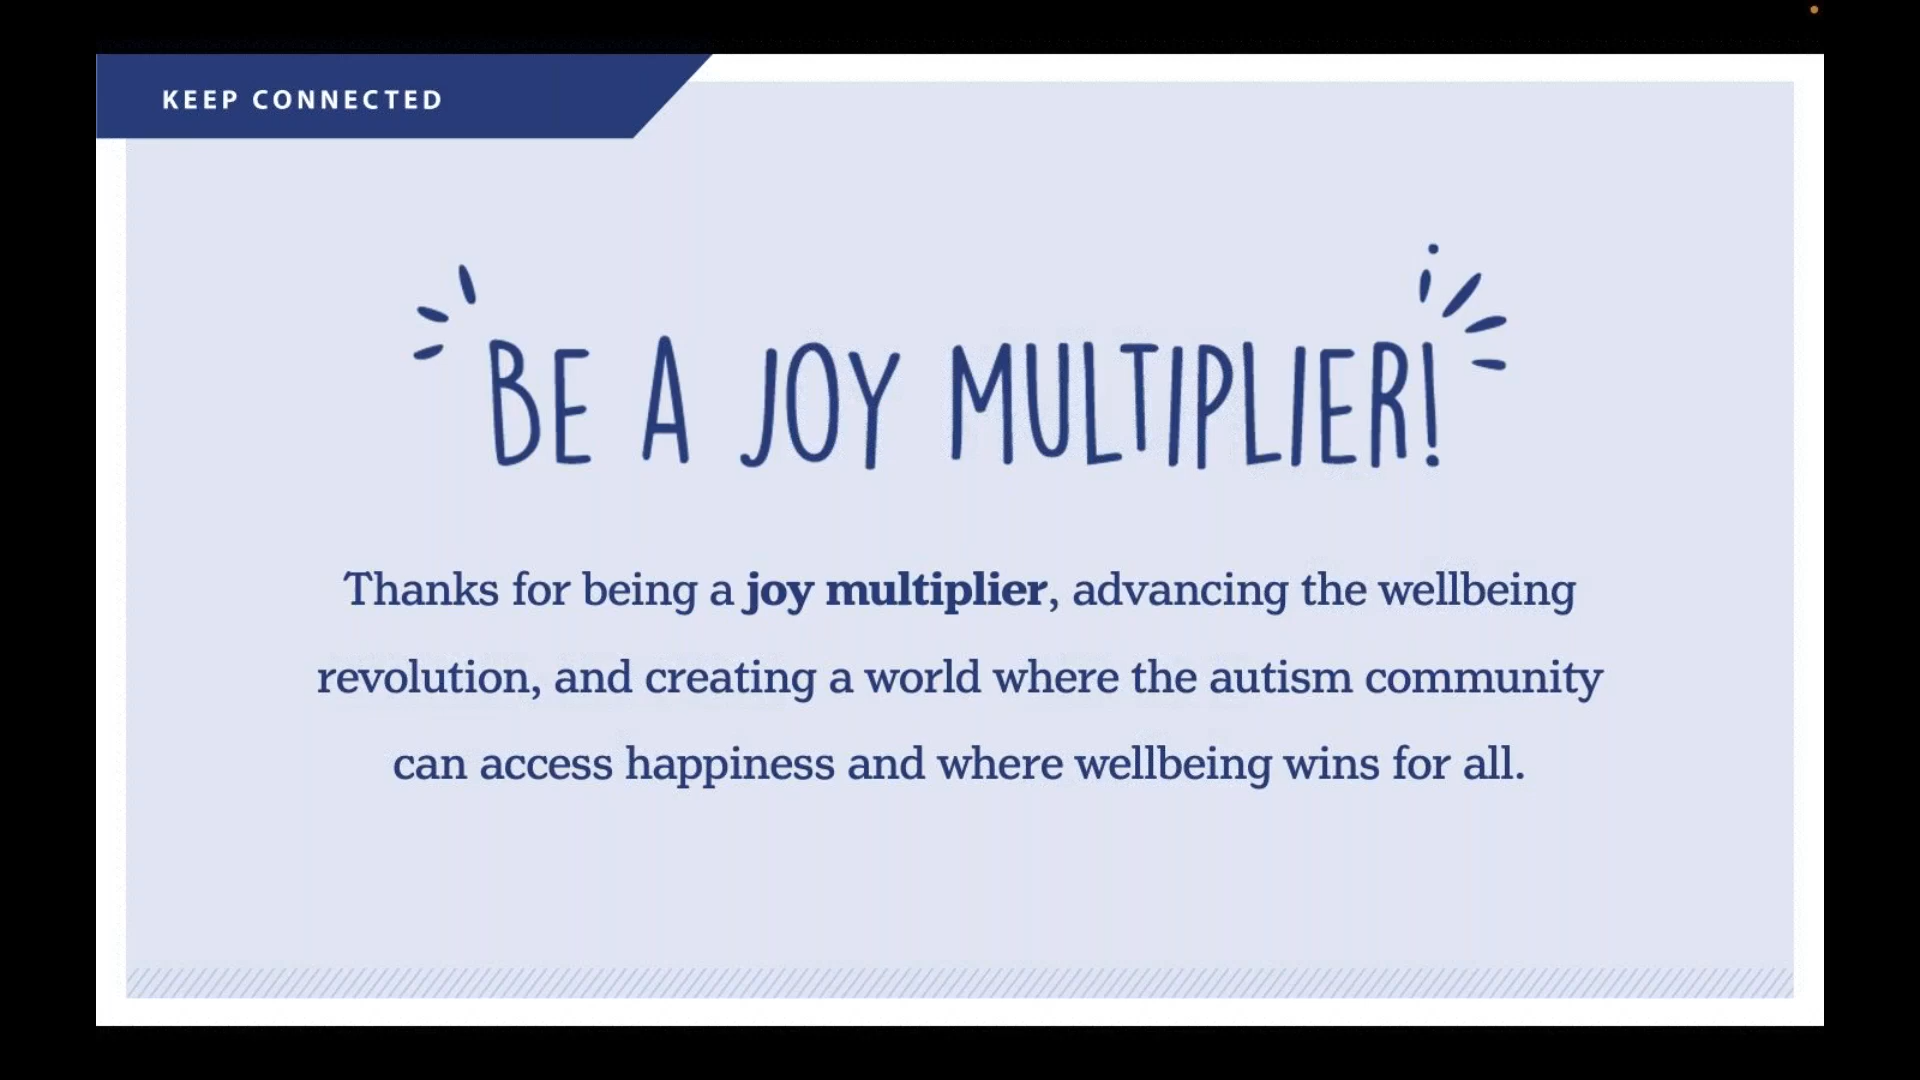 KEEP CONNECTED
BE A JOY MULTIPLIER!
Thanks for being a joy multiplier, advancing the wellbeing
revolution, and creating a world where the autism community
can access happiness and where wellbeing wins for all.